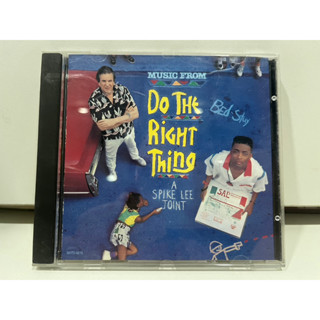 MUSIC FROM
DO THE
RIGHT
THING
Bed-Stuy
A
SPIKE LEE
JOINT
SAL'S